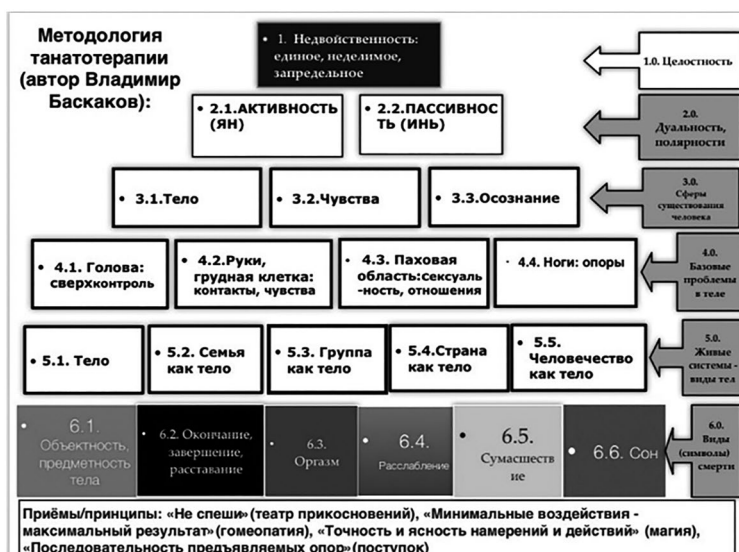 Методология
танатотерапии
(автор Владимир
Баскаков):
• 1. Недвойственность:
единое, неделимое,
запредельное
1.0. Целостность
• 2.1.АКТИВНОСТЬ
(ЯН)
• 2.2.ПАССИВНОС
ТЬ (ИНЬ)
2.0.
Дуальность,
полярности
• 3.1.Тело
• 3.2.Чувства
• 3.3.Осознание
3.0.
Сферы
существования
человека
• 4.1. Голова:
сверхконтроль
• 4.2.Руки,
грудная клетка:
контакты, чувства
• 4.3. Паховая
область:сексуаль
-ность, отношения
• 4.4. Ноги: опоры
4.0.
Базовые
проблемы
в теле
• 5.1. Тело
• 5.2. Семья
как тело
• 5.3. Группа
как тело
• 5.4.Страна
как тело
• 5.5.
Человечество
как тело
5.0.
Живые
системы -
виды тел
• 6.1.
Объектность,
предметность
тела
• 6.2. Окончание,
завершение,
расставание
• 6.3.
Оргазм
• 6.4.
Расслабление
• 6.5.
Сумасшеств
ие
• 6.6. Сон
6.0. Виды
(символы)
смерти
Приёмы/принципы: «Не спеши» (театр прикосновений), «Минимальные воздействия -
максимальный результат» (гомеопатия), «Точность и ясность намерений и действий» (магия),
«Последовательность предъявляемых опор» (поступок)